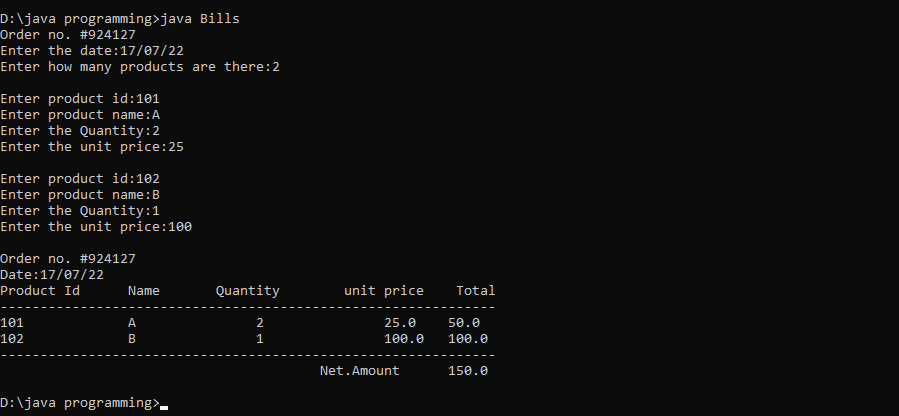 D:\java programming>java Bills
Order no. #924127
Enter the date:17/07/22
Enter how many products are there:2
Enter product id:101
Enter product name:A
Enter the Quantity:2
Enter the unit price:25
Enter product id:102
Enter product name:B
Enter the Quantity:1
Enter the unit price:100
Order no. #924127
Date:17/07/22
Product Id      Name       Quantity        unit price    Total
--------------------------------------------------------------
101             A               2               25.0    50.0
102             B               1               100.0   100.0
--------------------------------------------------------------
                                        Net.Amount      150.0
D:\java programming>